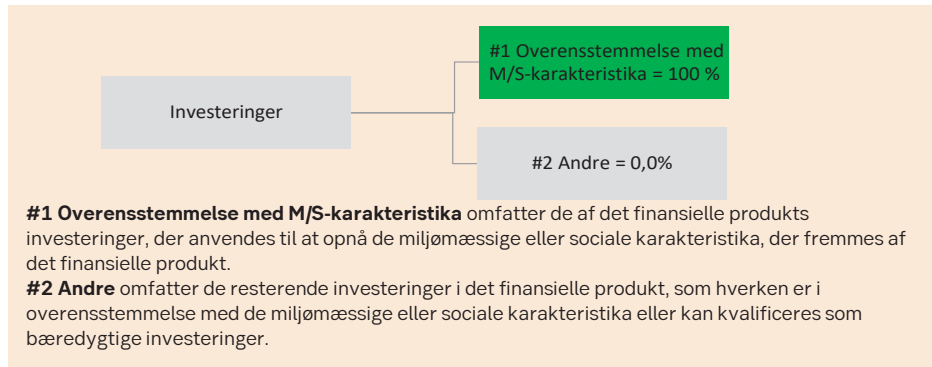 #1 Overensstemmelse med
M/S-karakteristika = 100 %
Investeringer
#2 Andre = 0,0%
#1 Overensstemmelse med M/S-karakteristika omfatter de af det finansielle produkts
investeringer, der anvendes til at opnå de miljømæssige eller sociale karakteristika, der fremmes af
det finansielle produkt.
#2 Andre omfatter de resterende investeringer i det finansielle produkt, som hverken er i
overensstemmelse med de miljømæssige eller sociale karakteristika eller kan kvalificeres som
bæredygtige investeringer.